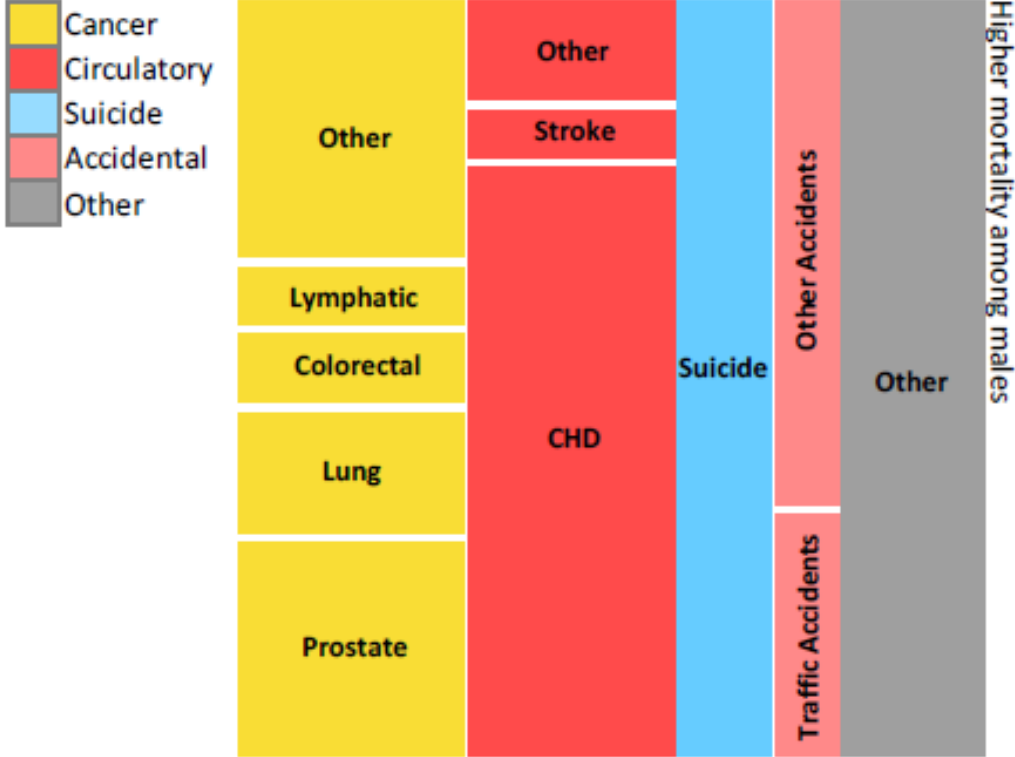 Cancer
Circulatory
Suicide
Accidental
Other
Other
Lymphatic
Colorectal
Lung
Prostate
Other
Stroke
CHD
Suicide
Other Accidents
Traffic Accidents
Other
Higher mortality among males